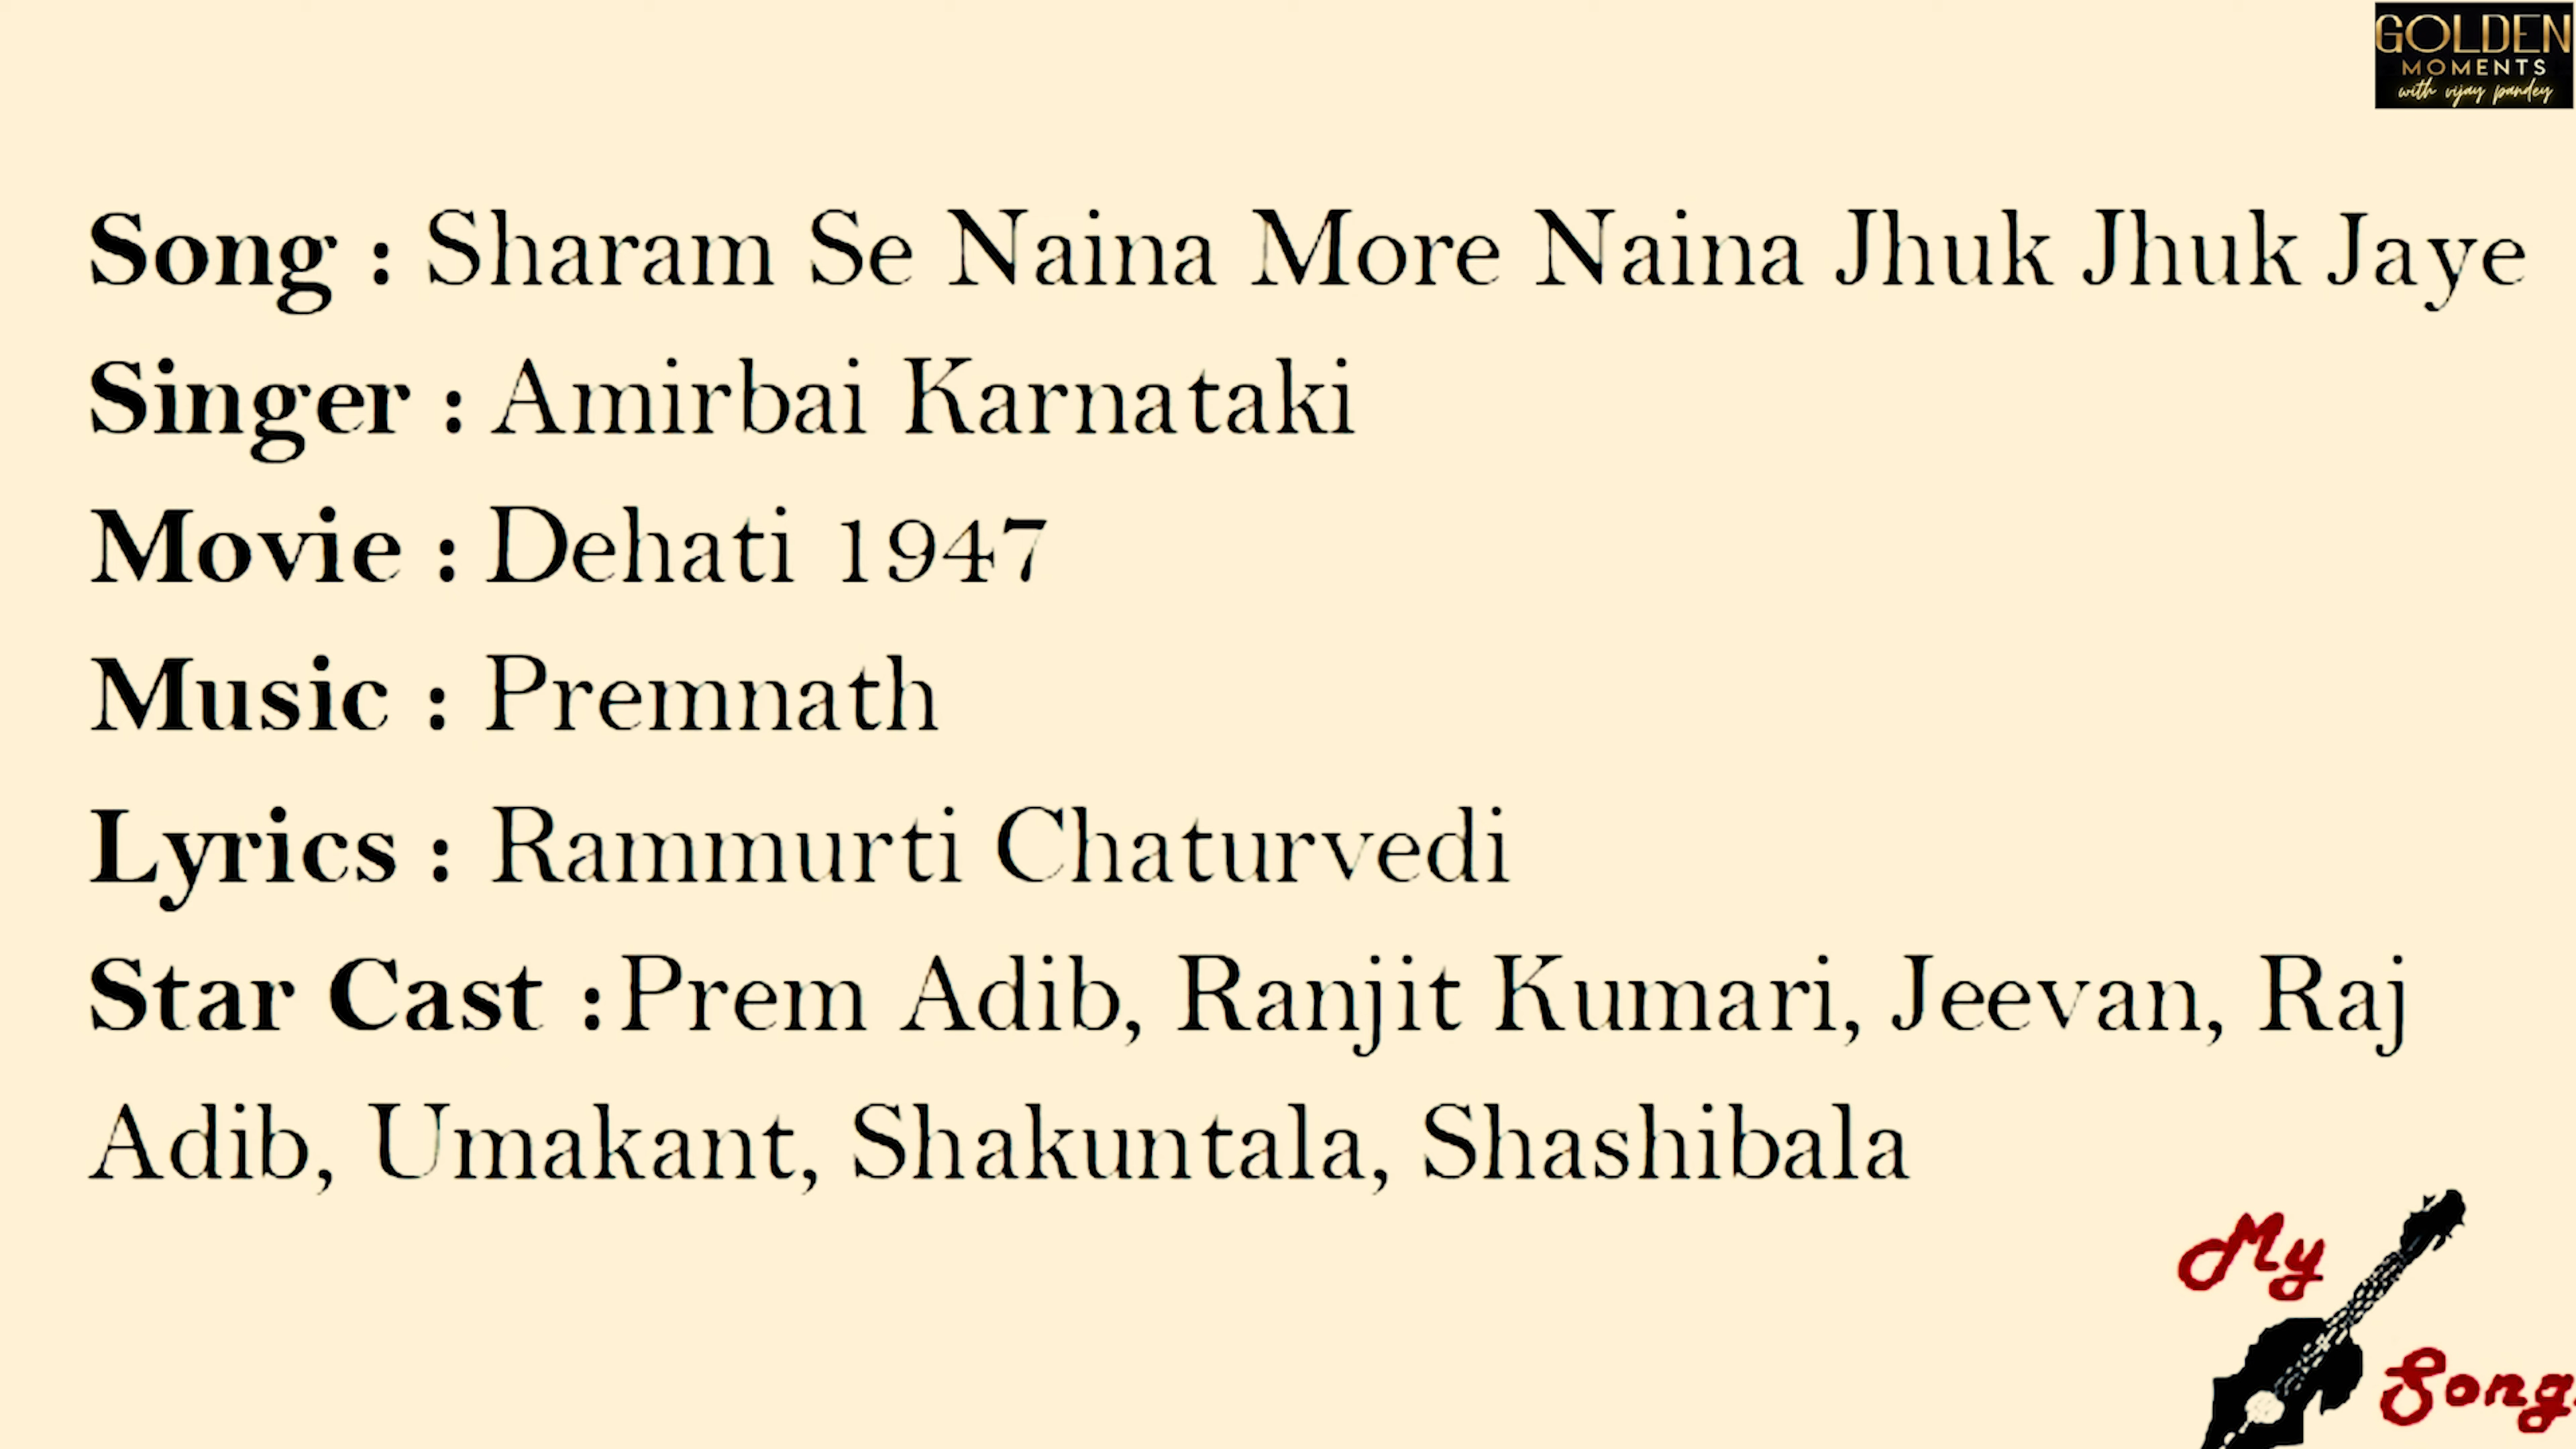 GOLDEN
MOMENTS
with vijay pandey
Song : Sharam Se Naina More Naina Jhuk Jhuk Jaye
Singer : Amirbai Karnataki
Movie : Dehati 1947
Music : Premnath
Lyrics : Rammurti Chaturvedi
Star Cast :Prem Adib, Ranjit Kumari, Jeevan, Raj
Adib, Umakant, Shakuntala, Shashibala
My
Song